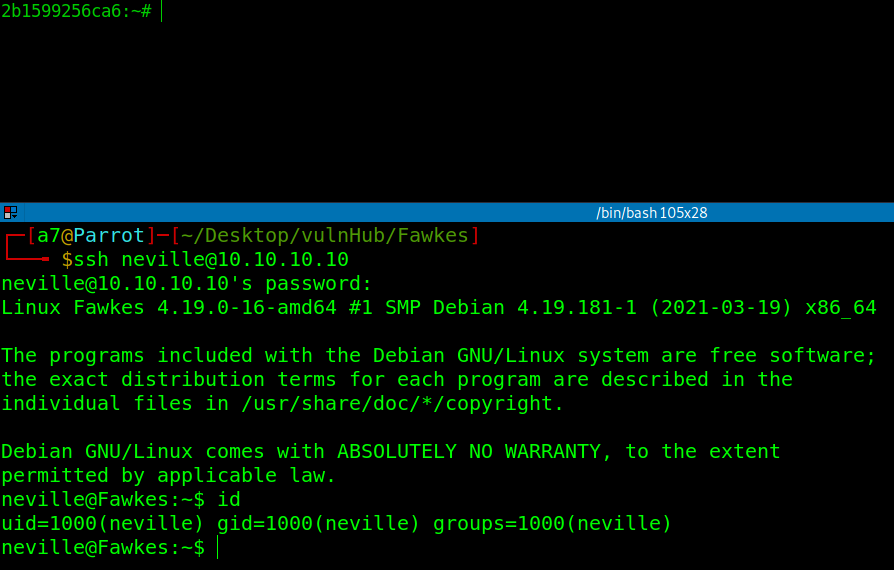 2b1599256ca6:~#
/bin/bash 105x28
┌─[a7@Parrot]─[~/Desktop/vulnHub/Fawkes]
└──╼ $ssh neville@10.10.10.10
neville@10.10.10.10's password:
Linux Fawkes 4.19.0-16-amd64 #1 SMP Debian 4.19.181-1 (2021-03-19) x86_64
The programs included with the Debian GNU/Linux system are free software;
the exact distribution terms for each program are described in the
individual files in /usr/share/doc/*/copyright.
Debian GNU/Linux comes with ABSOLUTELY NO WARRANTY, to the extent
permitted by applicable law.
neville@Fawkes:~$ id
uid=1000(neville) gid=1000(neville) groups=1000(neville)
neville@Fawkes:~$